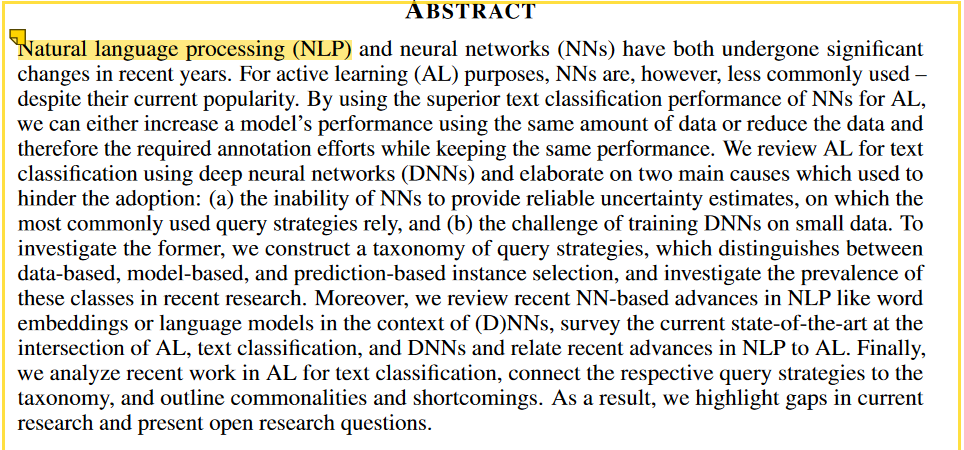 ABSTRACT
Natural language processing (NLP) and neural networks (NNs) have both undergone significant
changes in recent years. For active learning (AL) purposes, NNs are, however, less commonly used –
despite their current popularity. By using the superior text classification performance of NNs for AL,
we can either increase a model's performance using the same amount of data or reduce the data and
therefore the required annotation efforts while keeping the same performance. We review AL for text
classification using deep neural networks (DNNs) and elaborate on two main causes which used to
hinder the adoption: (a) the inability of NNs to provide reliable uncertainty estimates, on which the
most commonly used query strategies rely, and (b) the challenge of training DNNs on small data. To
investigate the former, we construct a taxonomy of query strategies, which distinguishes between
data-based, model-based, and prediction-based instance selection, and investigate the prevalence of
these classes in recent research. Moreover, we review recent NN-based advances in NLP like word
embeddings or language models in the context of (D)NNs, survey the current state-of-the-art at the
intersection of AL, text classification, and DNNs and relate recent advances in NLP to AL. Finally,
we analyze recent work in AL for text classification, connect the respective query strategies to the
taxonomy, and outline commonalities and shortcomings. As a result, we highlight gaps in current
research and present open research questions.